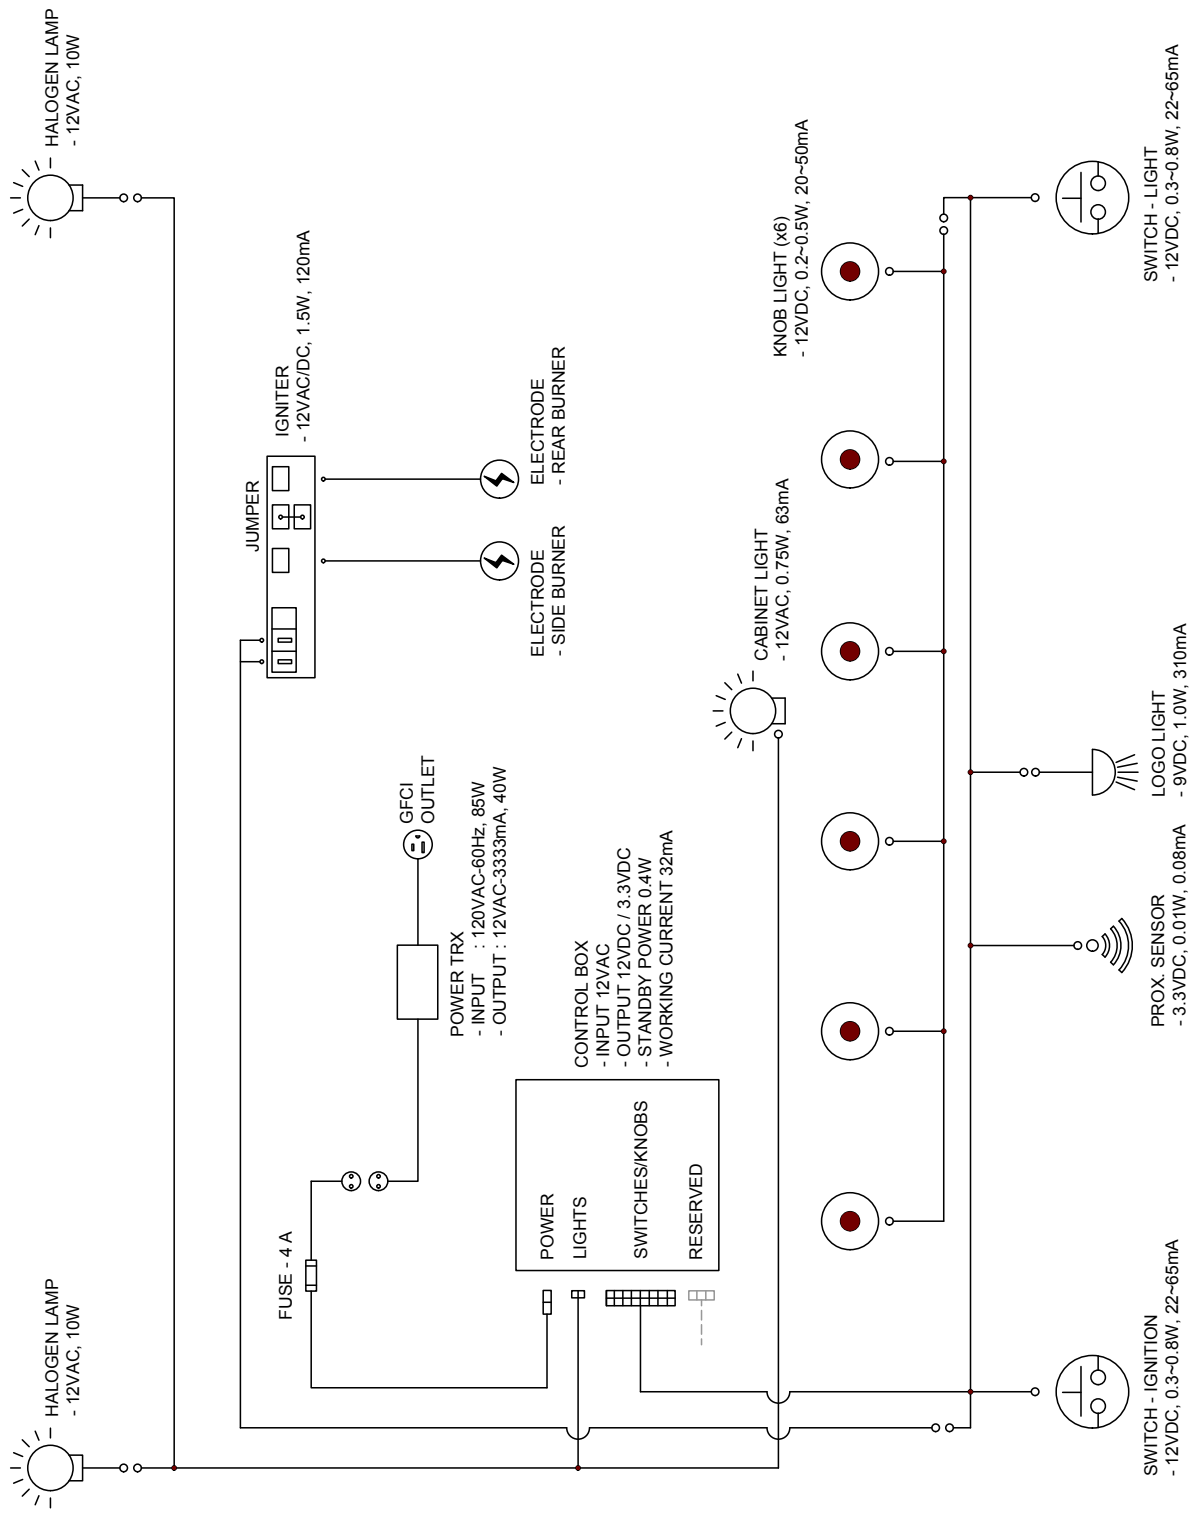 HALOGEN LAMP
- 12VAC, 10W
HALOGEN LAMP
- 12VAC, 10W
FUSE - 4 A
JUMPER
IGNITER
- 12VAC/DC, 1.5W, 120mA
GFCI
OUTLET
POWER TRX
- INPUT : 120VAC-60Hz, 85W
- OUTPUT : 12VAC-3333mA, 40W
ELECTRODE
- SIDE BURNER
ELECTRODE
- REAR BURNER
CONTROL BOX
- INPUT 12VAC
- OUTPUT 12VDC / 3.3VDC
- STANDBY POWER 0.4W
- WORKING CURRENT 32mA
POWER
LIGHTS
SWITCHES/KNOBS
RESERVED
CABINET LIGHT
- 12VAC, 0.75W, 63mA
KNOB LIGHT (x6)
- 12VDC, 0.2~0.5W, 20~50mA
SWITCH - IGNITION
- 12VDC, 0.3~0.8W, 22~65mA
PROX. SENSOR
- 3.3VDC, 0.01W, 0.08mA
LOGO LIGHT
- 9VDC, 1.0W, 310mA
SWITCH - LIGHT
- 12VDC, 0.3~0.8W, 22~65mA